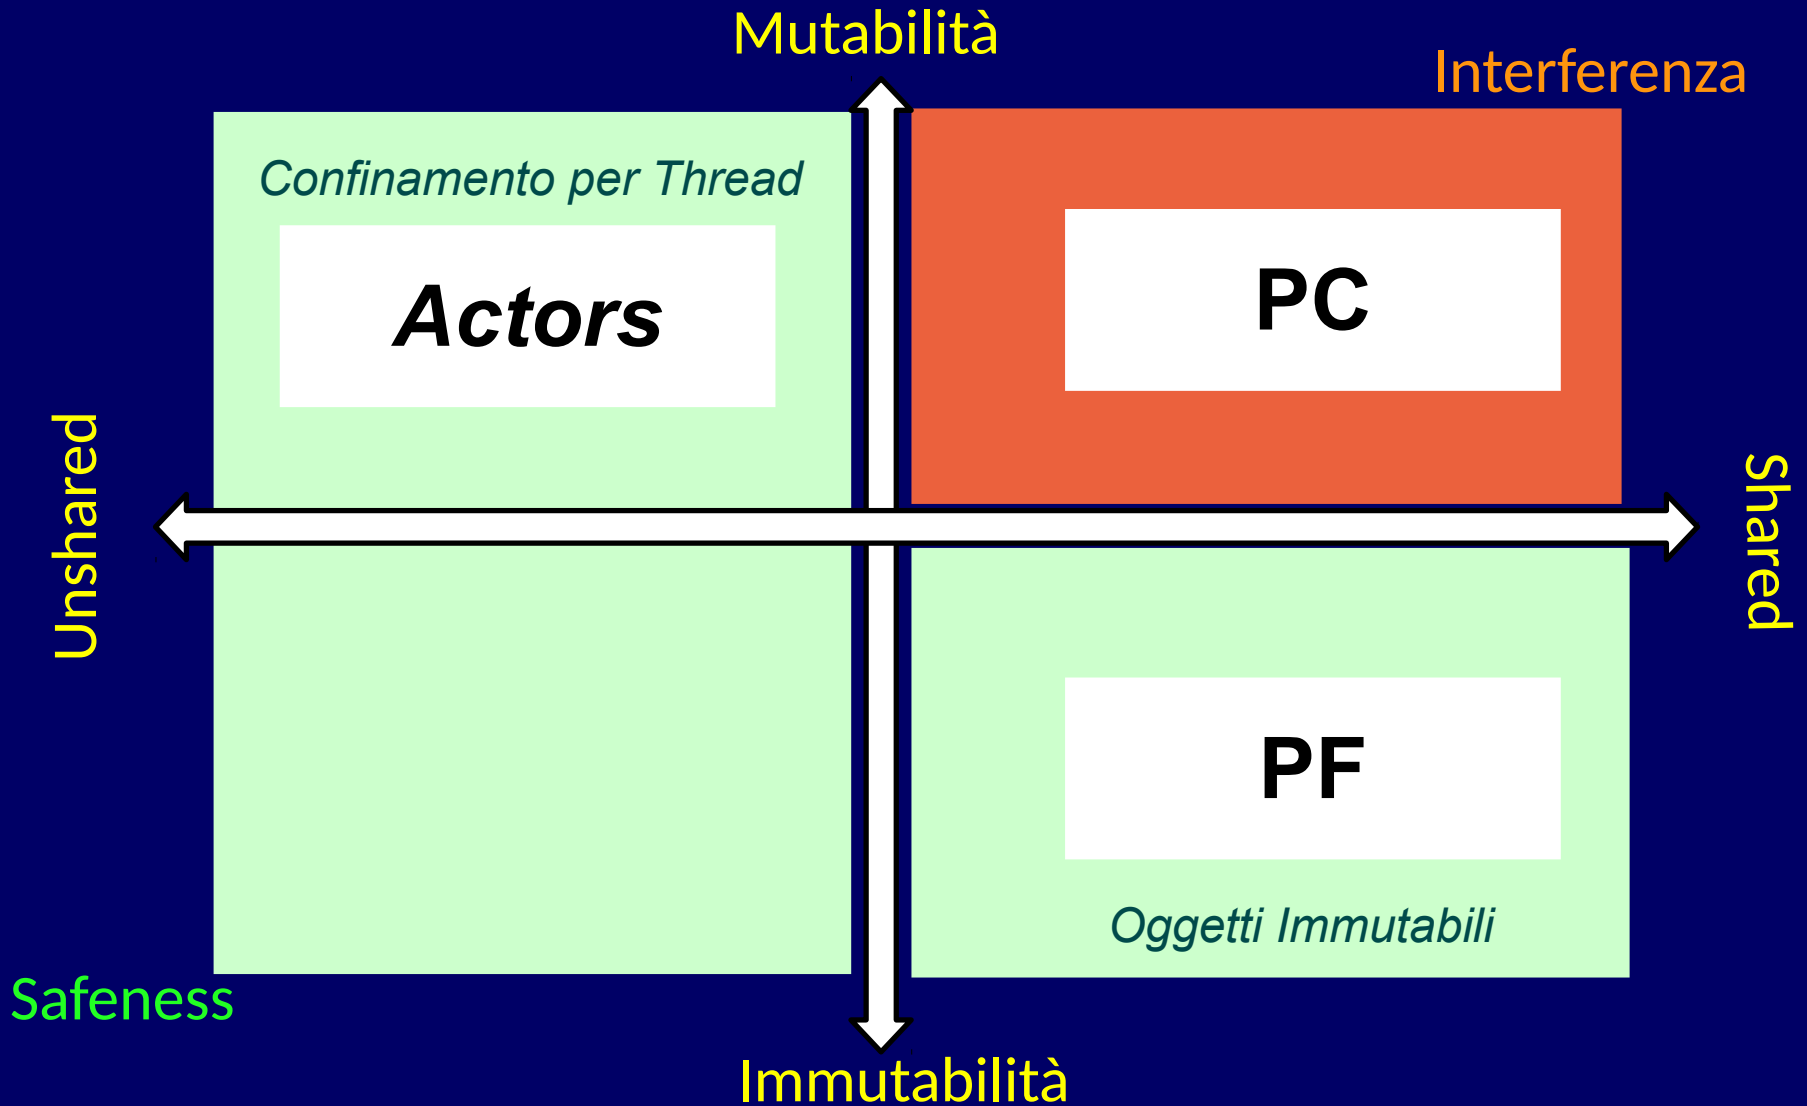 Mutabilità
Interferenza
Confinamento per Thread
Actors
PC
Unshared
Shared
PF
Oggetti Immutabili
Safeness
Immutabilità